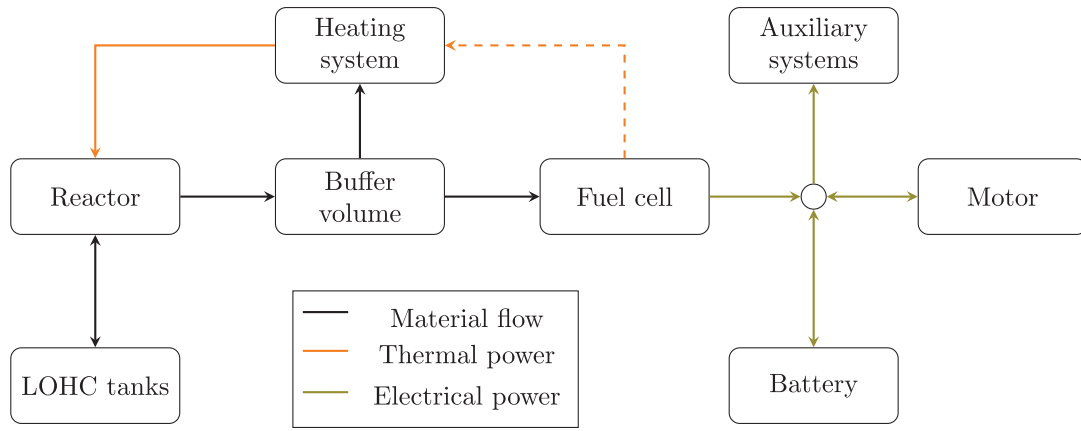 Heating
system
Auxiliary
systems
Reactor
Buffer
volume
Fuel cell
Motor
Material flow
Thermal power
Electrical power
LOHC tanks
Battery